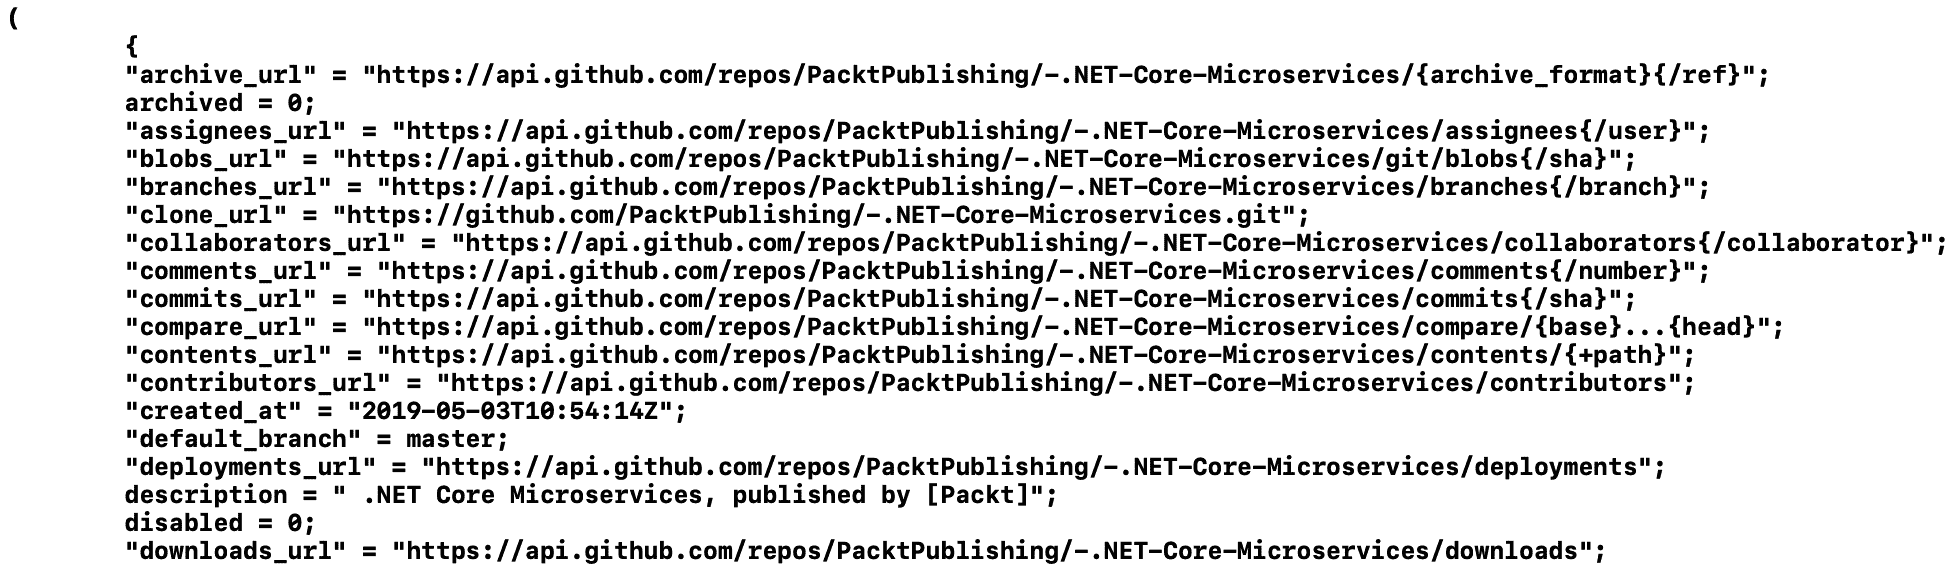 (
{
"archive_url" = "https://api.github.com/repos/PacktPublishing/-.NET-Core-Microservices/{archive_format}{/ref}";
archived = 0;
"assignees_url" = "https://api.github.com/repos/PacktPublishing/-.NET-Core-Microservices/assignees{/user}";
"blobs_url" = "https://api.github.com/repos/PacktPublishing/-.NET-Core-Microservices/git/blobs{/sha}";
"branches_url" = "https://api.github.com/repos/PacktPublishing/-.NET-Core-Microservices/branches{/branch}";
"clone_url" = "https://github.com/PacktPublishing/-.NET-Core-Microservices.git";
"collaborators_url" = "https://api.github.com/repos/PacktPublishing/-.NET-Core-Microservices/collaborators{/collaborator}";
"comments_url" = "https://api.github.com/repos/PacktPublishing/-.NET-Core-Microservices/comments{/number}";
"commits_url" = "https://api.github.com/repos/PacktPublishing/-.NET-Core-Microservices/commits{/sha}";
"compare_url" = "https://api.github.com/repos/PacktPublishing/-.NET-Core-Microservices/compare/{base}...{head}";
"contents_url" = "https://api.github.com/repos/PacktPublishing/-.NET-Core-Microservices/contents/{+path}";
"contributors_url" = "https://api.github.com/repos/PacktPublishing/-.NET-Core-Microservices/contributors";
"created_at" = "2019-05-03T10:54:14Z";
"default_branch" = master;
"deployments_url" = "https://api.github.com/repos/PacktPublishing/-.NET-Core-Microservices/deployments";
description = " .NET Core Microservices, published by [Packt]";
disabled = 0;
"downloads_url" = "https://api.github.com/repos/PacktPublishing/-.NET-Core-Microservices/downloads";